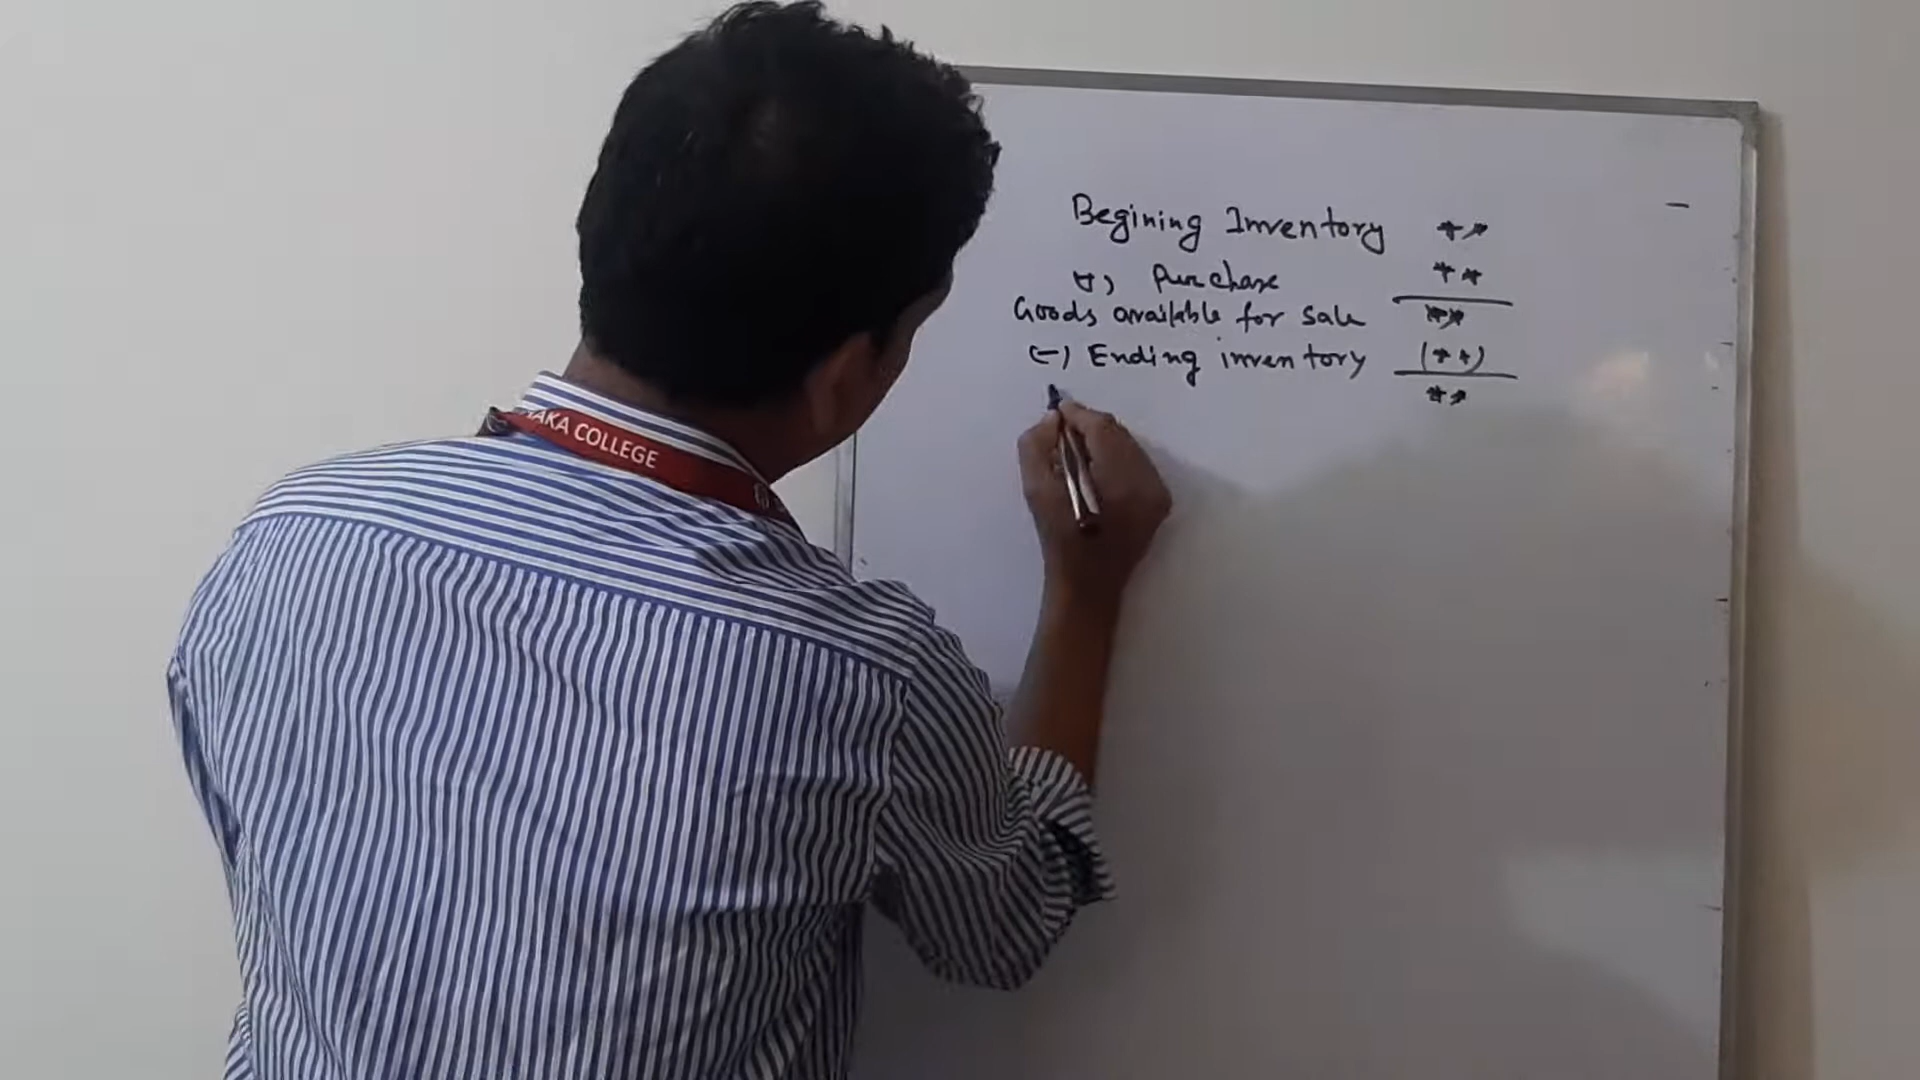 Begining Inventory **
(+) Purchase **
Goods available for sale **
(-) Ending inventory (**)
**
AKA COLLEGE